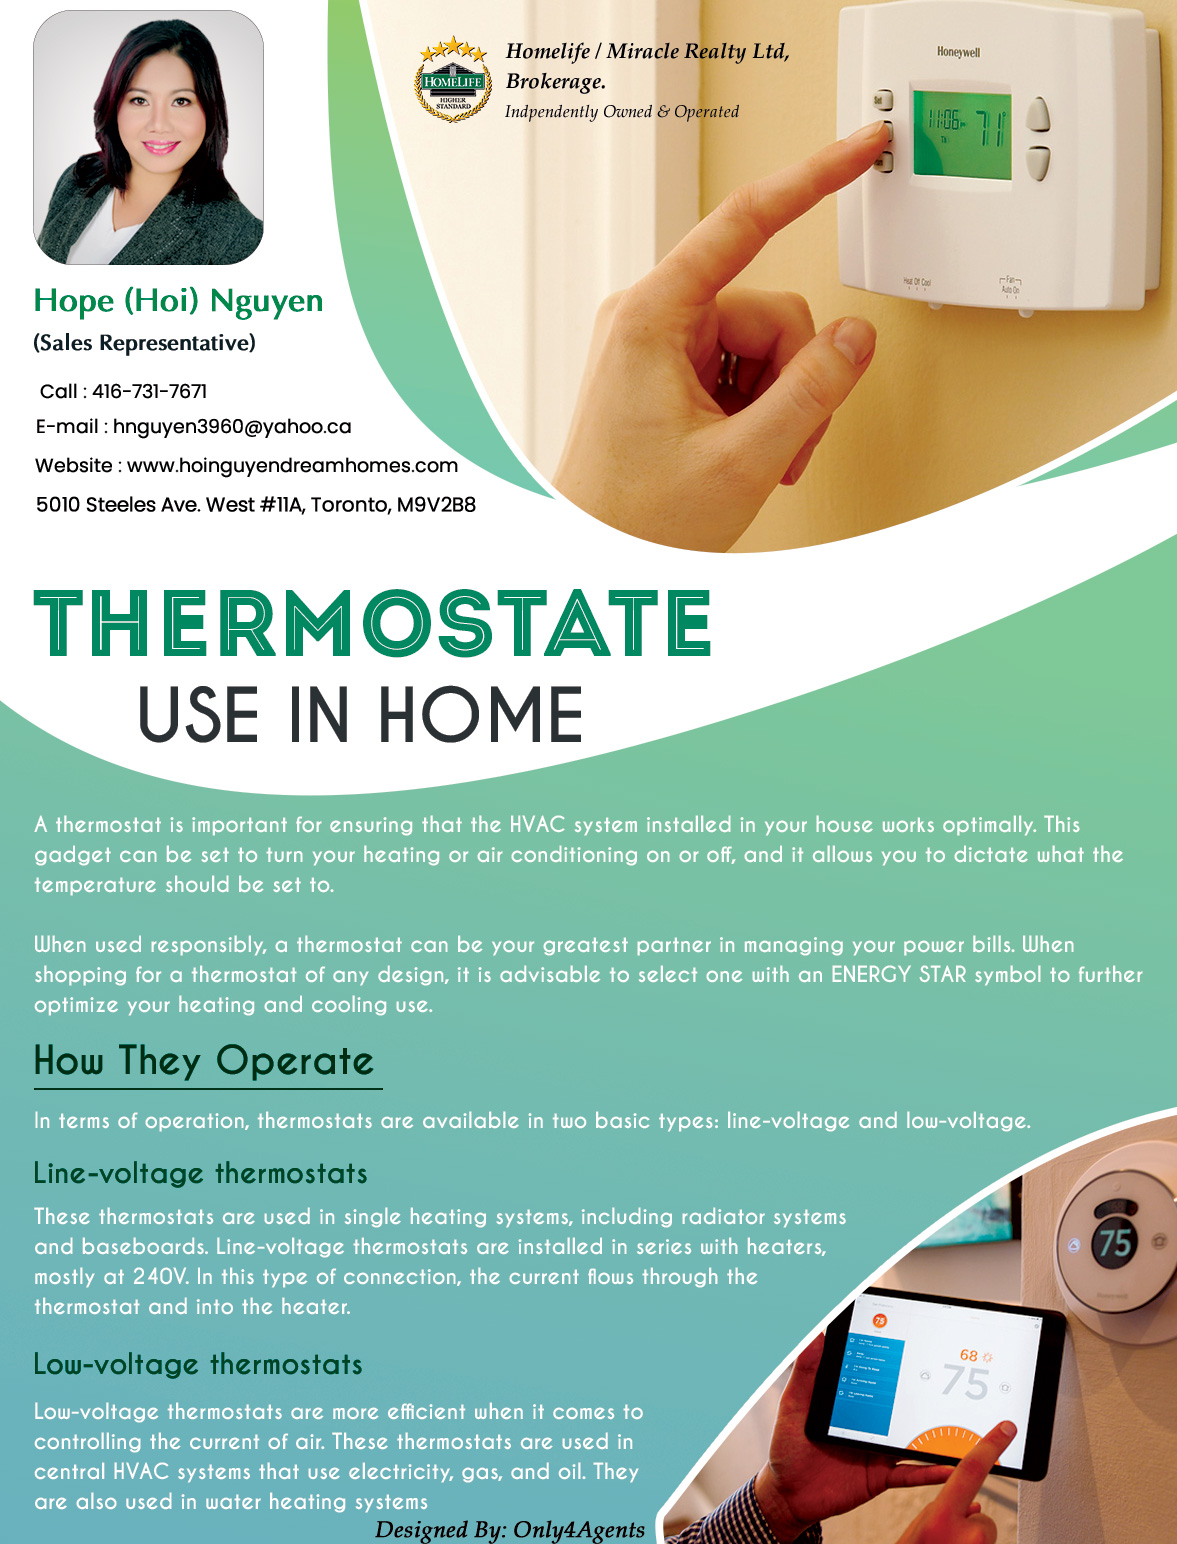 HOMELIFE
HIGHER
STANDARD
Homelife / Miracle Realty Ltd,
Brokerage.
Indpendently Owned & Operated
Honeywell
11:06
71°
Heat Off Cool
Fan
Auto On
Hope (Hoi) Nguyen
(Sales Representative)
Call : 416-731-7671
E-mail : hnguyen3960@yahoo.ca
Website : www.hoinguyendreamhomes.com
5010 Steeles Ave. West #11A, Toronto, M9V2B8
THERMOSTATE
USE IN HOME
A thermostat is important for ensuring that the HVAC system installed in your house works optimally. This
gadget can be set to turn your heating or air conditioning on or off, and it allows you to dictate what the
temperature should be set to.
When used responsibly, a thermostat can be your greatest partner in managing your power bills. When
shopping for a thermostat of any design, it is advisable to select one with an ENERGY STAR symbol to further
optimize your heating and cooling use.
How They Operate
In terms of operation, thermostats are available in two basic types: line-voltage and low-voltage.
Line-voltage thermostats
These thermostats are used in single heating systems, including radiator systems
and baseboards. Line-voltage thermostats are installed in series with heaters,
mostly at 240V. In this type of connection, the current flows through the
thermostat and into the heater.
Low-voltage thermostats
Low-voltage thermostats are more efficient when it comes to
controlling the current of air. These thermostats are used in
central HVAC systems that use electricity, gas, and oil. They
are also used in water heating systems
75
Honeywell
75
68
75
Designed By: Only4Agents